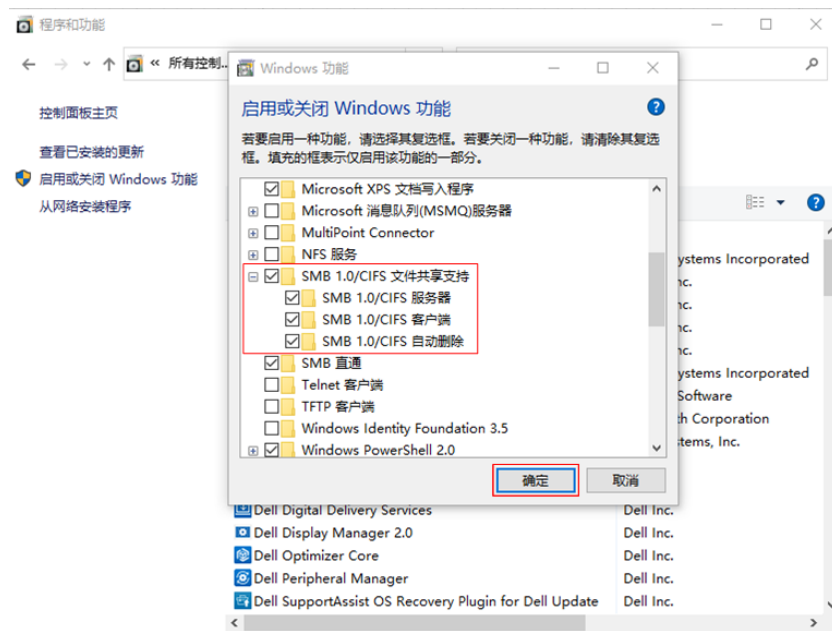 程序和功能
« 所有控制...
Windows 功能
控制面板主页
查看已安装的更新
启用或关闭 Windows 功能
从网络安装程序
启用或关闭 Windows 功能
若要启用一种功能，请选择其复选框。若要关闭一种功能，请清除其复选
框。填充的框表示仅启用该功能的一部分。
Microsoft XPS 文档写入程序
Microsoft 消息队列(MSMQ)服务器
MultiPoint Connector
NFS 服务
SMB 1.0/CIFS 文件共享支持
SMB 1.0/CIFS 服务器
SMB 1.0/CIFS 客户端
SMB 1.0/CIFS 自动删除
SMB 直通
Telnet 客户端
TFTP 客户端
Windows Identity Foundation 3.5
Windows PowerShell 2.0
确定
取消
ystems Incorporated
nc.
nc.
nc.
nc.
ystems Incorporated
Software
h Corporation
tems, Inc.
Dell Digital Delivery Services Dell Inc.
Dell Display Manager 2.0 Dell Inc.
Dell Optimizer Core Dell Inc.
Dell Peripheral Manager Dell Inc.
Dell SupportAssist OS Recovery Plugin for Dell Update Dell Inc.